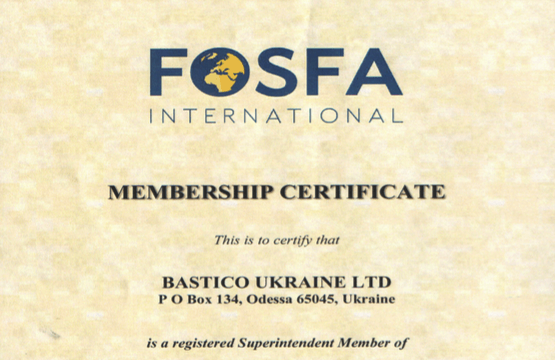 FOSFA
INTERNATIONAL
MEMBERSHIP CERTIFICATE
This is to certify that
BASTICO UKRAINE LTD
P O Box 134, Odessa 65045, Ukraine
is a registered Superintendent Member of